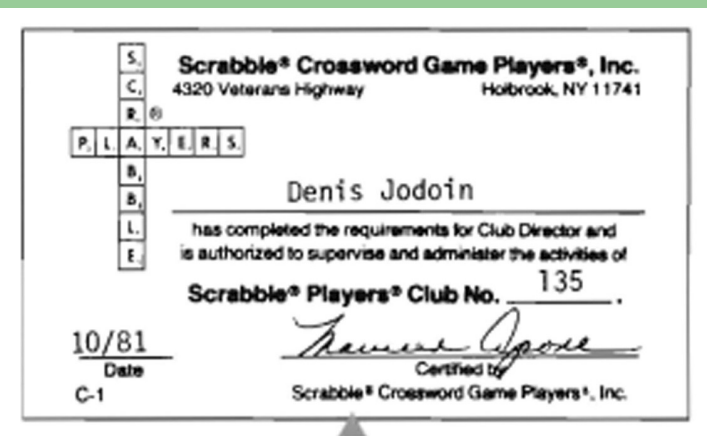 S C R A B B L E
P L A Y E R S
®
Scrabble® Crossword Game Players®, Inc.
4320 Veterans Highway Holbrook, NY 11741
Denis Jodoin
has completed the requirements for Club Director and
is authorized to supervise and administer the activities of
Scrabble® Players® Club No. 135 .
10/81
Date
Certified by
C-1
Scrabble® Crossword Game Players®, Inc.